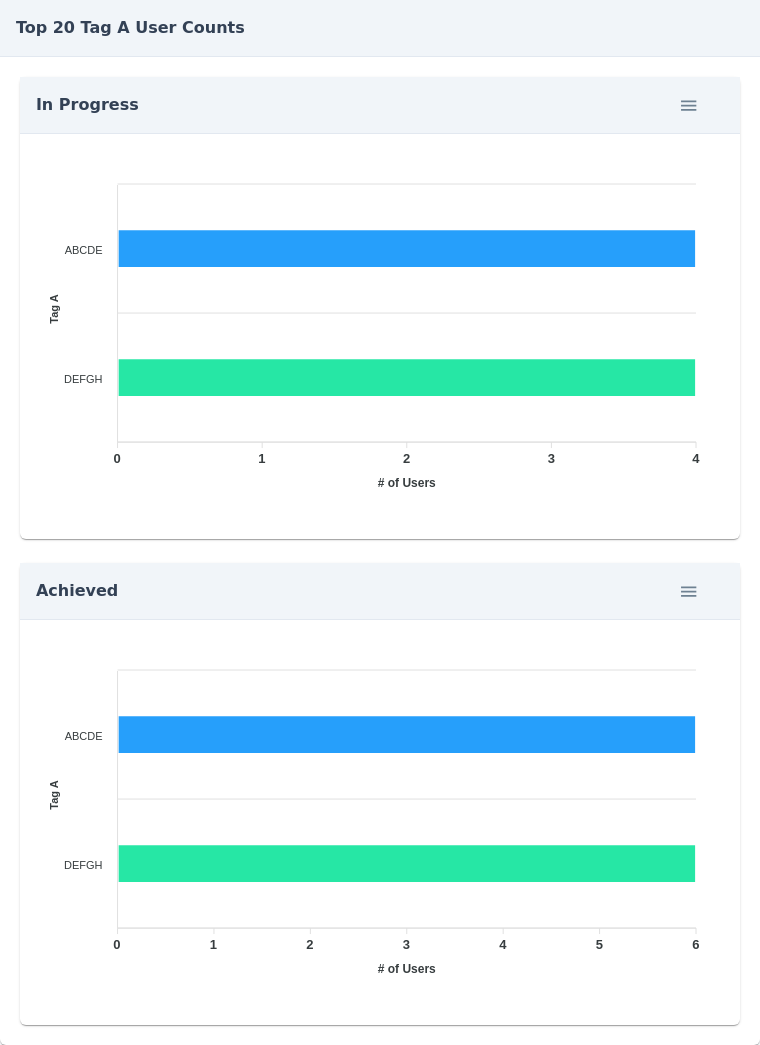 Top 20 Tag A User Counts
In Progress
ABCDE
Tag A
DEFGH
0 1 2 3 4
# of Users
Achieved
ABCDE
Tag A
DEFGH
0 1 2 3 4 5 6
# of Users